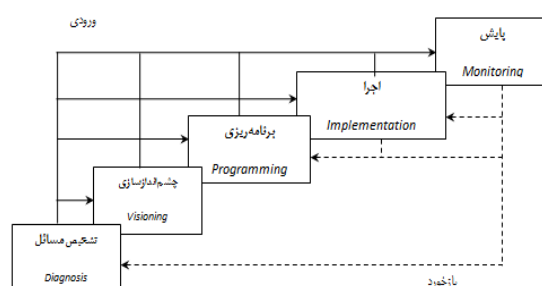 ورودی
پایش
Monitoring
اجرا
Implementation
برنامه‌ریزی
Programming
چشم‌اندازسازی
Visioning
تشخیص مسائل
Diagnosis
بازخورد